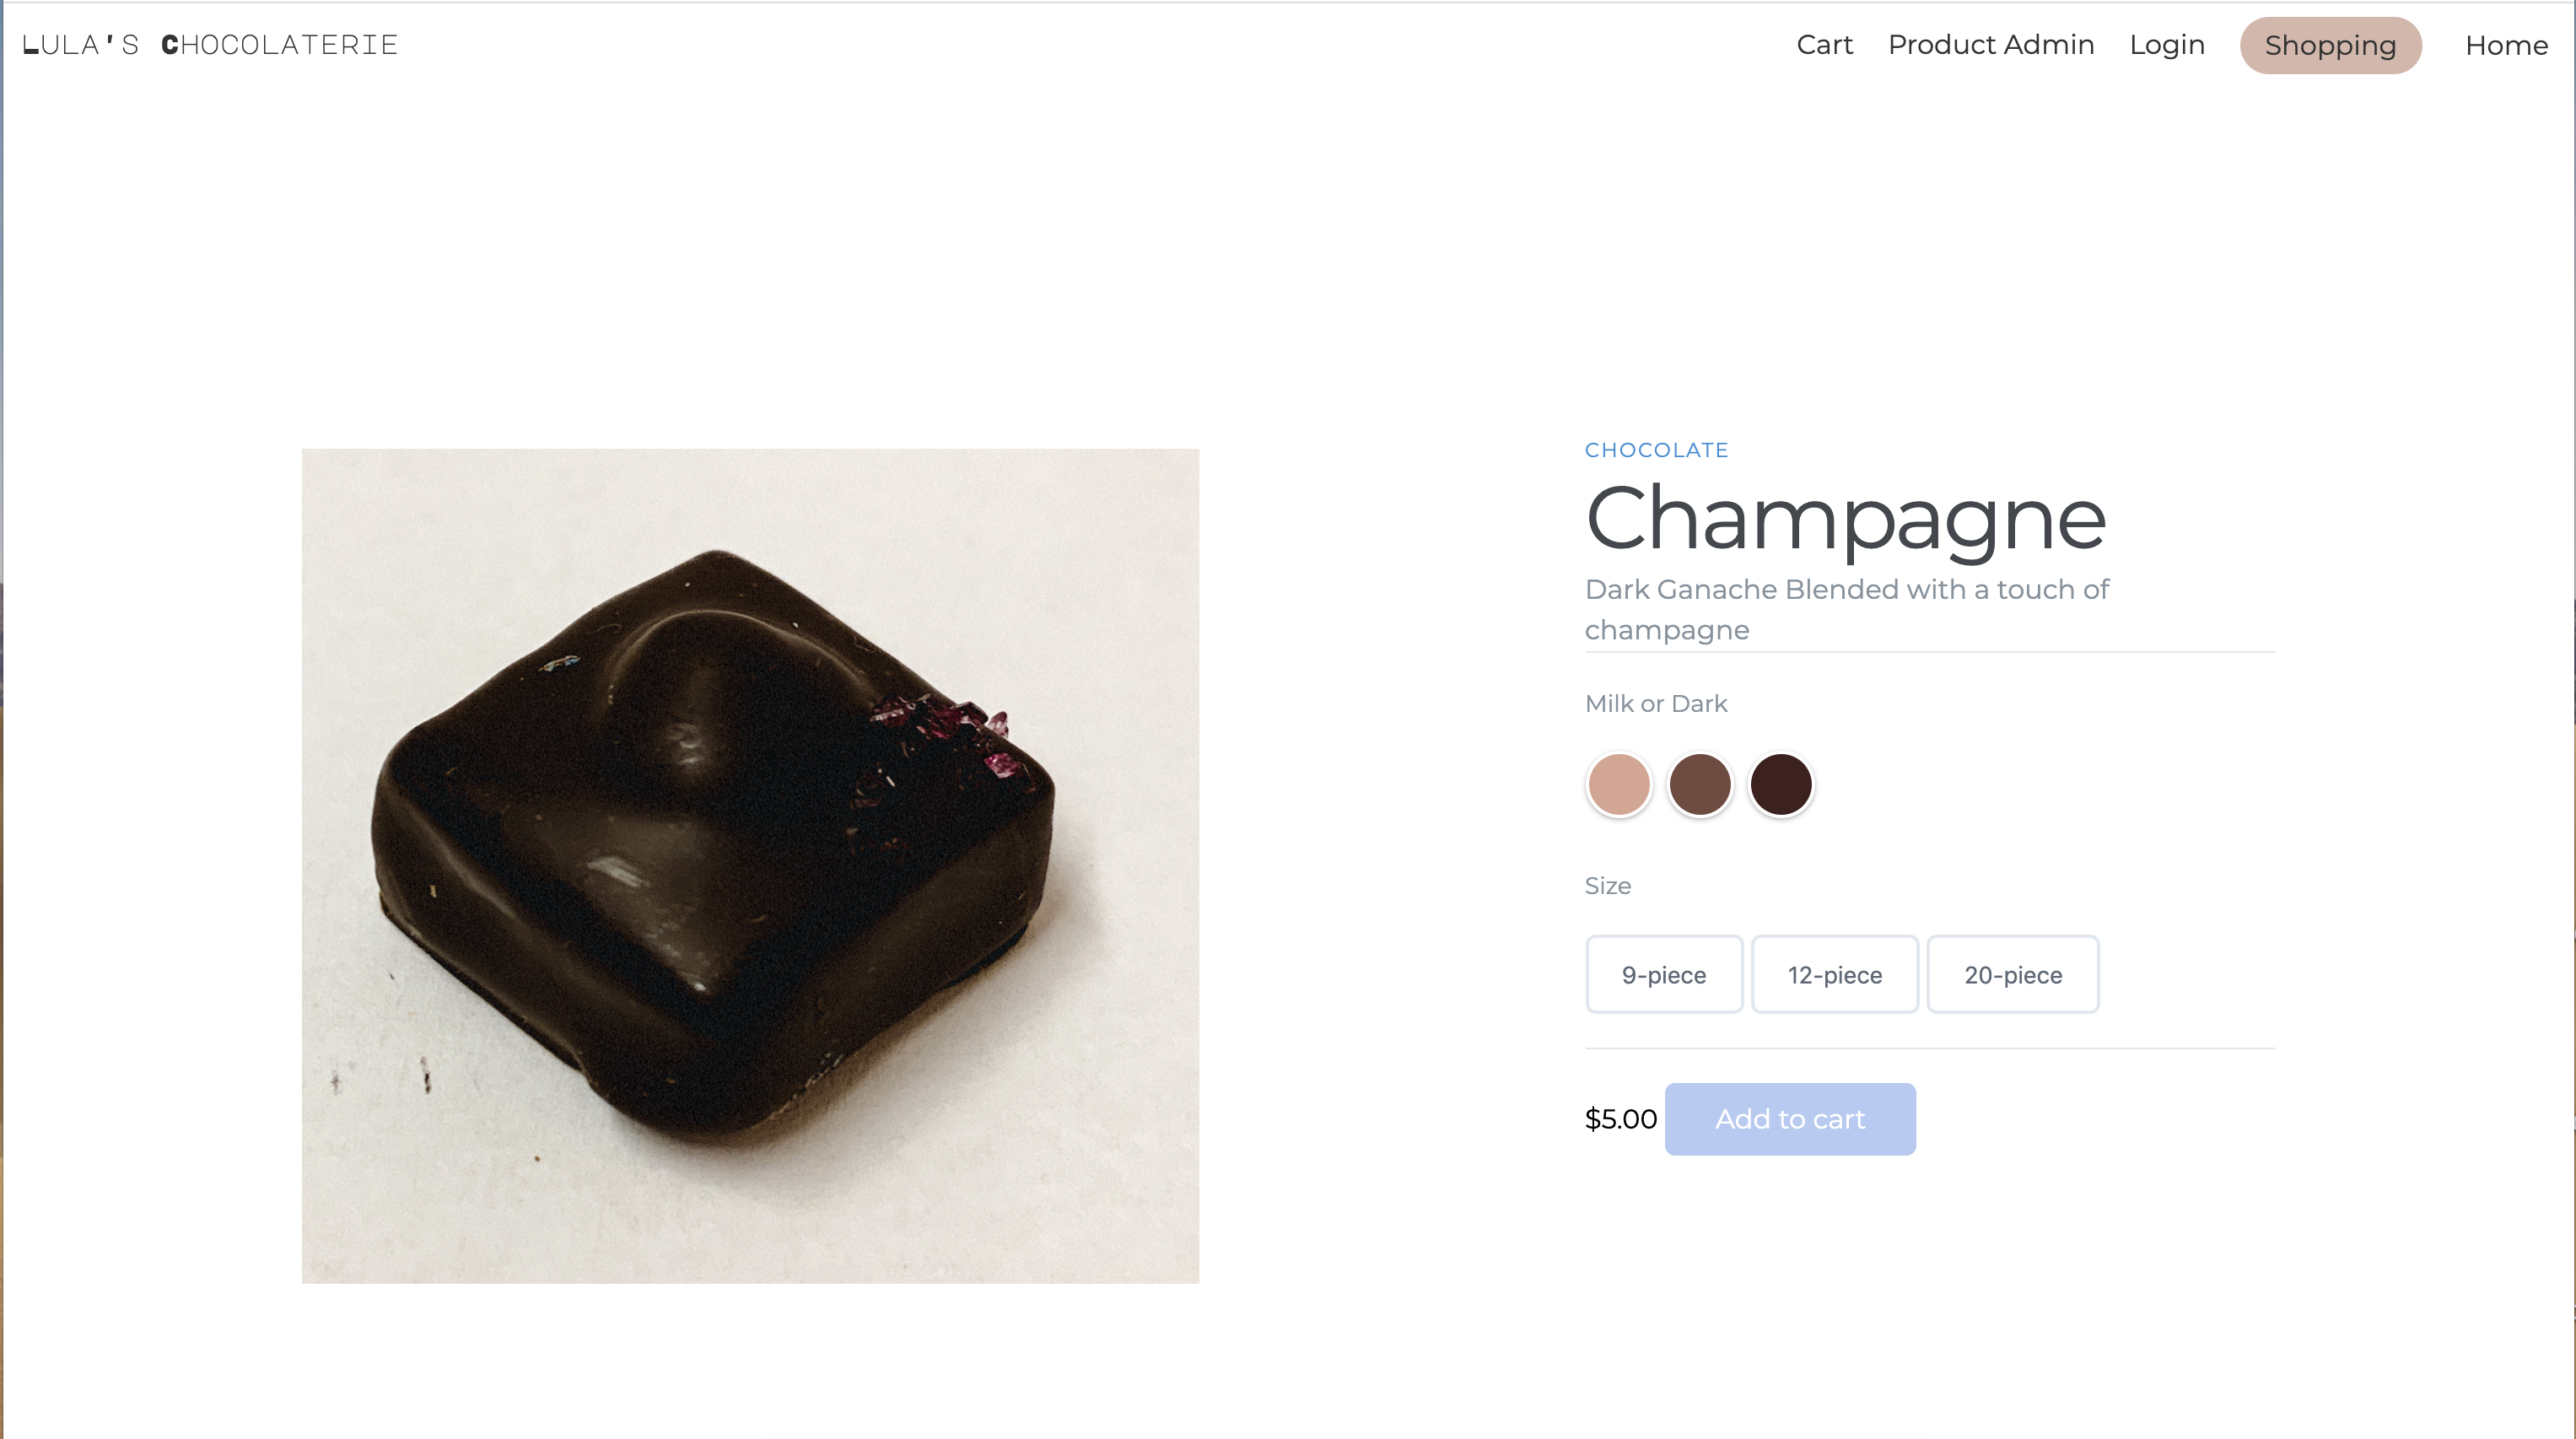 LULA'S CHOCOLATERIE
Cart Product Admin Login Shopping Home
CHOCOLATE
Champagne
Dark Ganache Blended with a touch of
champagne
Milk or Dark
Size
9-piece 12-piece 20-piece
$5.00 Add to cart